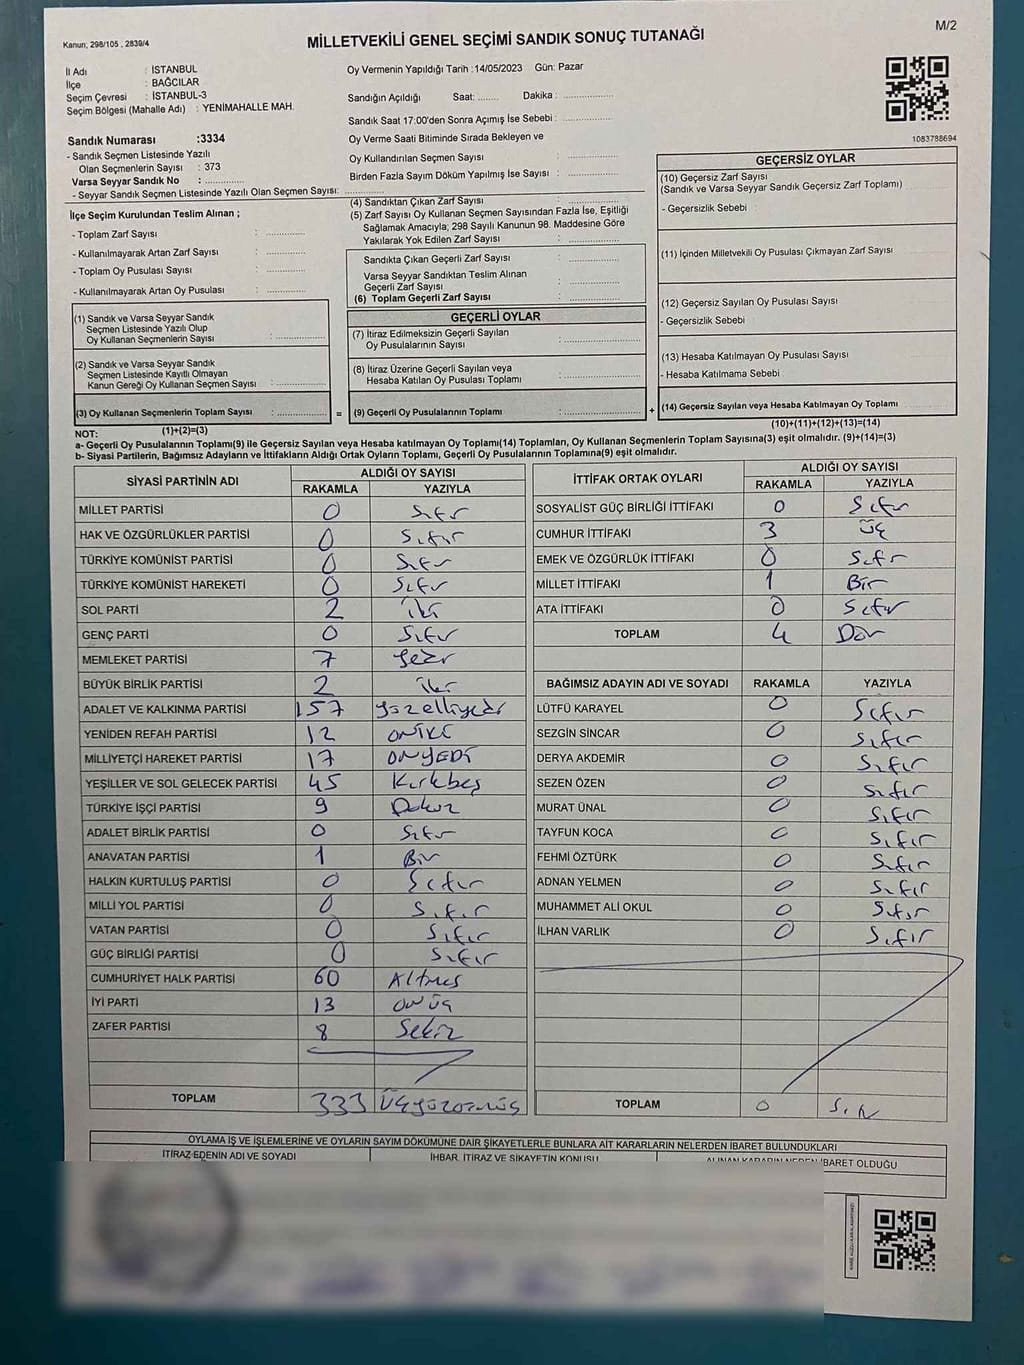 M/2
Kanun; 298/105 , 2839/4
MİLLETVEKİLİ GENEL SEÇİMİ SANDIK SONUÇ TUTANAĞI
İl Adı : İSTANBUL
İlçe : BAĞCILAR
Seçim Çevresi : İSTANBUL-3
Seçim Bölgesi (Mahalle Adı) : YENİMAHALLE MAH.
Sandık Numarası :3334
- Sandık Seçmen Listesinde Yazılı
Olan Seçmenlerin Sayısı : 373
Varsa Seyyar Sandık No : ..............
- Seyyar Sandık Seçmen Listesinde Yazılı Olan Seçmen Sayısı: ..............
İlçe Seçim Kurulundan Teslim Alınan ;
- Toplam Zarf Sayısı : ..............
- Kullanılmayarak Artan Zarf Sayısı : ..............
- Toplam Oy Pusulası Sayısı : ..............
- Kullanılmayarak Artan Oy Pusulası : ..............
(1) Sandık ve Varsa Seyyar Sandık
Seçmen Listesinde Yazılı Olup
Oy Kullanan Seçmenlerin Sayısı : ..............
(2) Sandık ve Varsa Seyyar Sandık
Seçmen Listesinde Kayıtlı Olmayan
Kanun Gereği Oy Kullanan Seçmen Sayısı : ..............
(3) Oy Kullanan Seçmenlerin Toplam Sayısı : ..............
(1)+(2)=(3)
Oy Vermenin Yapıldığı Tarih :14/05/2023 Gün: Pazar
Sandığın Açıldığı Saat: ....... Dakika : ..............
Sandık Saat 17:00'den Sonra Açımış İse Sebebi : ..............
Oy Verme Saati Bitiminde Sırada Bekleyen ve
Oy Kullandırılan Seçmen Sayısı : ..............
Birden Fazla Sayım Döküm Yapılmış İse Sayısı : ..............
(4) Sandıktan Çıkan Zarf Sayısı : ..............
(5) Zarf Sayısı Oy Kullanan Seçmen Sayısından Fazla İse, Eşitliği
Sağlamak Amacıyla; 298 Sayılı Kanunun 98. Maddesine Göre
Yakılarak Yok Edilen Zarf Sayısı : ..............
Sandıkta Çıkan Geçerli Zarf Sayısı : ..............
Varsa Seyyar Sandıktan Teslim Alınan
Geçerli Zarf Sayısı : ..............
(6) Toplam Geçerli Zarf Sayısı : ..............
GEÇERLİ OYLAR
(7) İtiraz Edilmeksizin Geçerli Sayılan
Oy Pusulalarının Sayısı : ..............
(8) İtiraz Üzerine Geçerli Sayılan veya
Hesaba Katılan Oy Pusulası Toplamı : ..............
= (9) Geçerli Oy Pusulalarının Toplamı : ..............
1083788694
GEÇERSİZ OYLAR
(10) Geçersiz Zarf Sayısı
(Sandık ve Varsa Seyyar Sandık Geçersiz Zarf Toplamı)
- Geçersizlik Sebebi :
(11) İçinden Milletvekili Oy Pusulası Çıkmayan Zarf Sayısı
(12) Geçersiz Sayılan Oy Pusulası Sayısı
- Geçersizlik Sebebi
(13) Hesaba Katılmayan Oy Pusulası Sayısı
- Hesaba Katılmama Sebebi
+ (14) Geçersiz Sayılan veya Hesaba Katılmayan Oy Toplamı ..............
(10)+(11)+(12)+(13)=(14)
NOT:
a- Geçerli Oy Pusulalarının Toplamı(9) ile Geçersiz Sayılan veya Hesaba katılmayan Oy Toplamı(14) Toplamları, Oy Kullanan Seçmenlerin Toplam Sayısına(3) eşit olmalıdır. (9)+(14)=(3)
b- Siyasi Partilerin, Bağımsız Adayların ve İttifakların Aldığı Ortak Oyların Toplamı, Geçerli Oy Pusulalarının Toplamına(9) eşit olmalıdır.
SİYASİ PARTİNİN ADI ALDIĞI OY SAYISI
RAKAMLA YAZIYLA
MİLLET PARTİSİ 0 Sıfır
HAK VE ÖZGÜRLÜKLER PARTİSİ 0 Sıfır
TÜRKİYE KOMÜNİST PARTİSİ 0 Sıfır
TÜRKİYE KOMÜNİST HAREKETİ 0 Sıfır
SOL PARTİ 2 İki
GENÇ PARTİ 0 Sıfır
MEMLEKET PARTİSİ 7 Yedi
BÜYÜK BİRLİK PARTİSİ 2 İki
ADALET VE KALKINMA PARTİSİ 157 Yüzelliyedi
YENİDEN REFAH PARTİSİ 12 ONİKİ
MİLLİYETÇİ HAREKET PARTİSİ 17 ONYEDİ
YEŞİLLER VE SOL GELECEK PARTİSİ 45 Kırkbeş
TÜRKİYE İŞÇİ PARTİSİ 9 Dokuz
ADALET BİRLİK PARTİSİ 0 Sıfır
ANAVATAN PARTİSİ 1 Bir
HALKIN KURTULUŞ PARTİSİ 0 Sıfır
MİLLİ YOL PARTİSİ 0 Sıfır
VATAN PARTİSİ 0 Sıfır
GÜÇ BİRLİĞİ PARTİSİ 0 Sıfır
CUMHURİYET HALK PARTİSİ 60 Altmış
İYİ PARTİ 13 on üç
ZAFER PARTİSİ 8 Sekiz
TOPLAM 333 Üçyüzotuzüç
İTTİFAK ORTAK OYLARI ALDIĞI OY SAYISI
RAKAMLA YAZIYLA
SOSYALİST GÜÇ BİRLİĞİ İTTİFAKI 0 Sıfır
CUMHUR İTTİFAKI 3 üç
EMEK VE ÖZGÜRLÜK İTTİFAKI 0 Sıfır
MİLLET İTTİFAKI 1 Bir
ATA İTTİFAKI 0 Sıfır
TOPLAM 4 Dört
BAĞIMSIZ ADAYIN ADI VE SOYADI RAKAMLA YAZIYLA
LÜTFÜ KARAYEL 0 Sıfır
SEZGİN SİNCAR 0 Sıfır
DERYA AKDEMİR 0 Sıfır
SEZEN ÖZEN 0 Sıfır
MURAT ÜNAL 0 Sıfır
TAYFUN KOCA 0 Sıfır
FEHMİ ÖZTÜRK 0 Sıfır
ADNAN YELMEN 0 Sıfır
MUHAMMET ALİ OKUL 0 Sıfır
İLHAN VARLIK 0 Sıfır
TOPLAM 0 Sıfır
OYLAMA İŞ VE İŞLEMLERİNE VE OYLARIN SAYIM DÖKÜMÜNE DAİR ŞİKAYETLERLE BUNLARA AİT KARARLARIN NELERDEN İBARET BULUNDUKLARI
İTİRAZ EDENİN ADI VE SOYADI İHBAR, İTİRAZ VE ŞİKAYETİN KONUSU ALINAN KARARIN NEDEN İBARET OLDUĞU